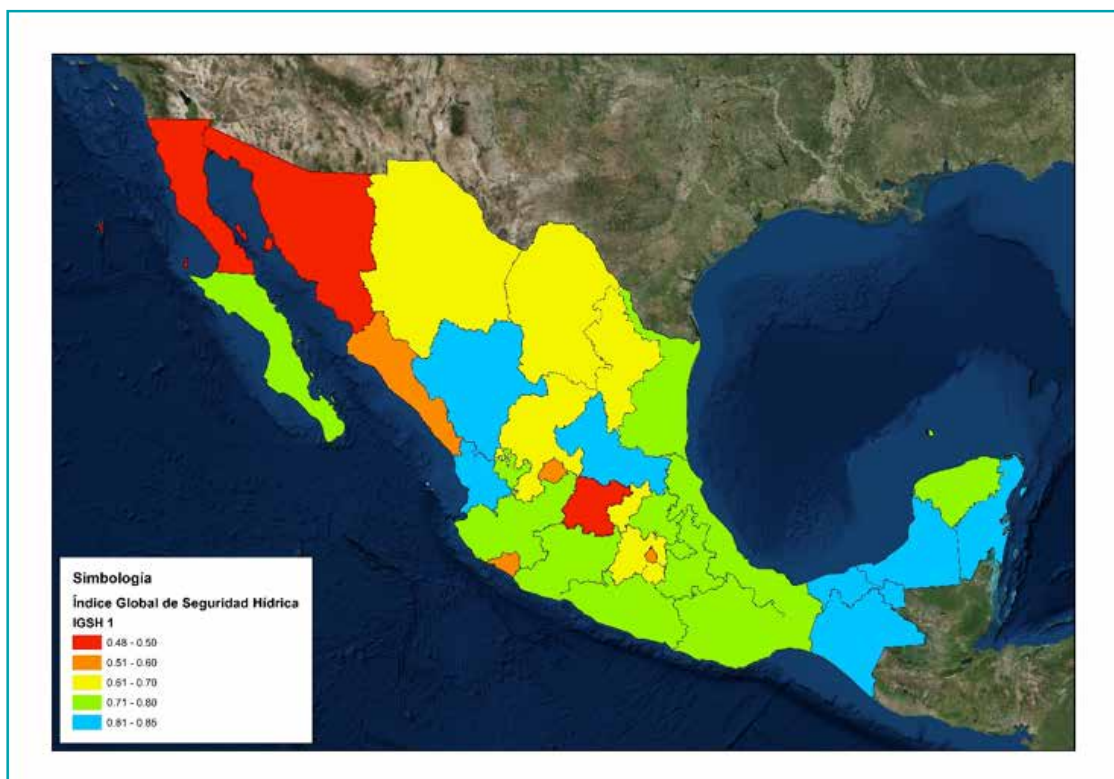 Simbología
Índice Global de Seguridad Hídrica
IGSH 1
0.48 - 0.50
0.51 - 0.60
0.61 - 0.70
0.71 - 0.80
0.81 - 0.85